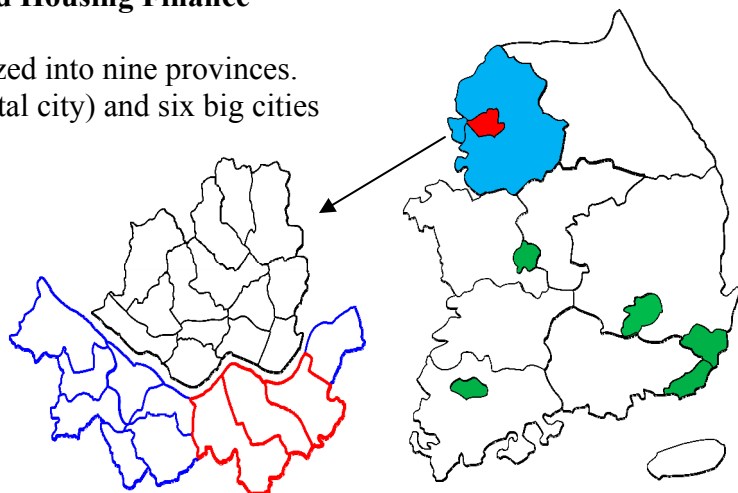 Housing Finance
zed into nine provinces.
tal city) and six big cities